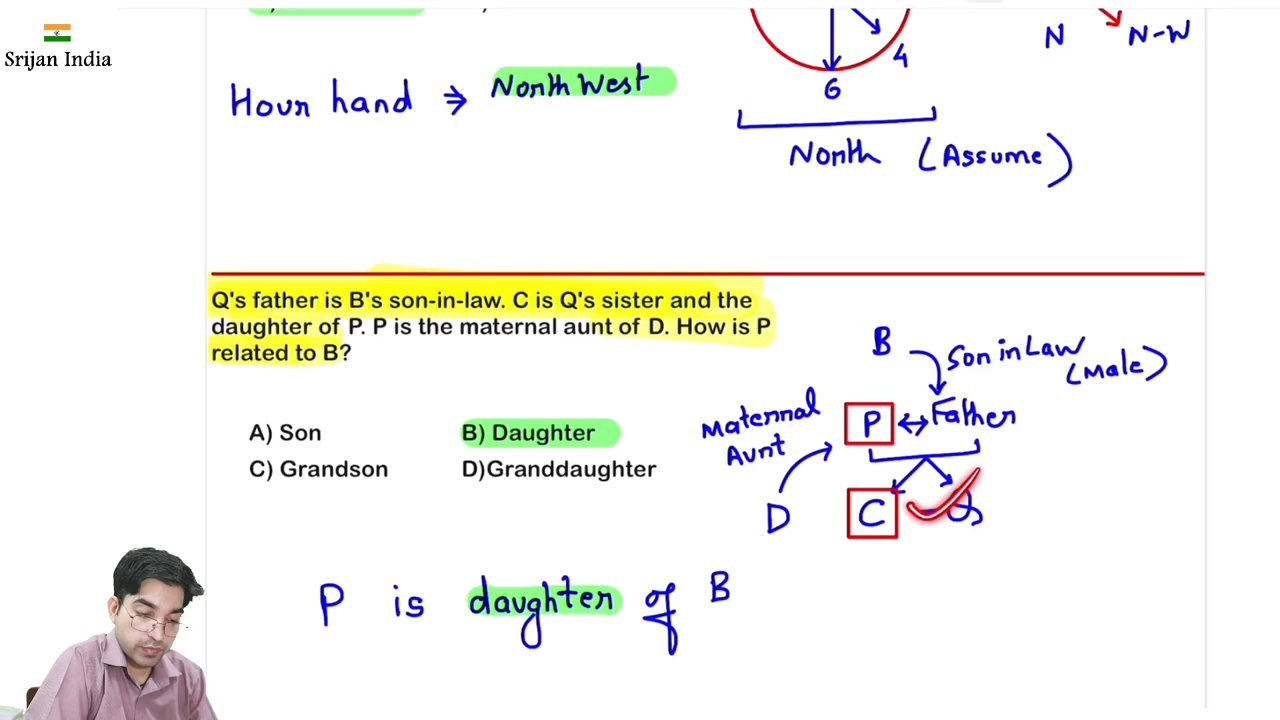 Srijan India
Hour hand ⇒ North West
4
6
N
N-W
North (Assume)
Q's father is B's son-in-law. C is Q's sister and the
daughter of P. P is the maternal aunt of D. How is P
related to B?
A) Son
B) Daughter
C) Grandson
D)Granddaughter
B
Son in Law
(Male)
Maternal
Aunt
P ↔ Father
D
C
Q
P is daughter of B